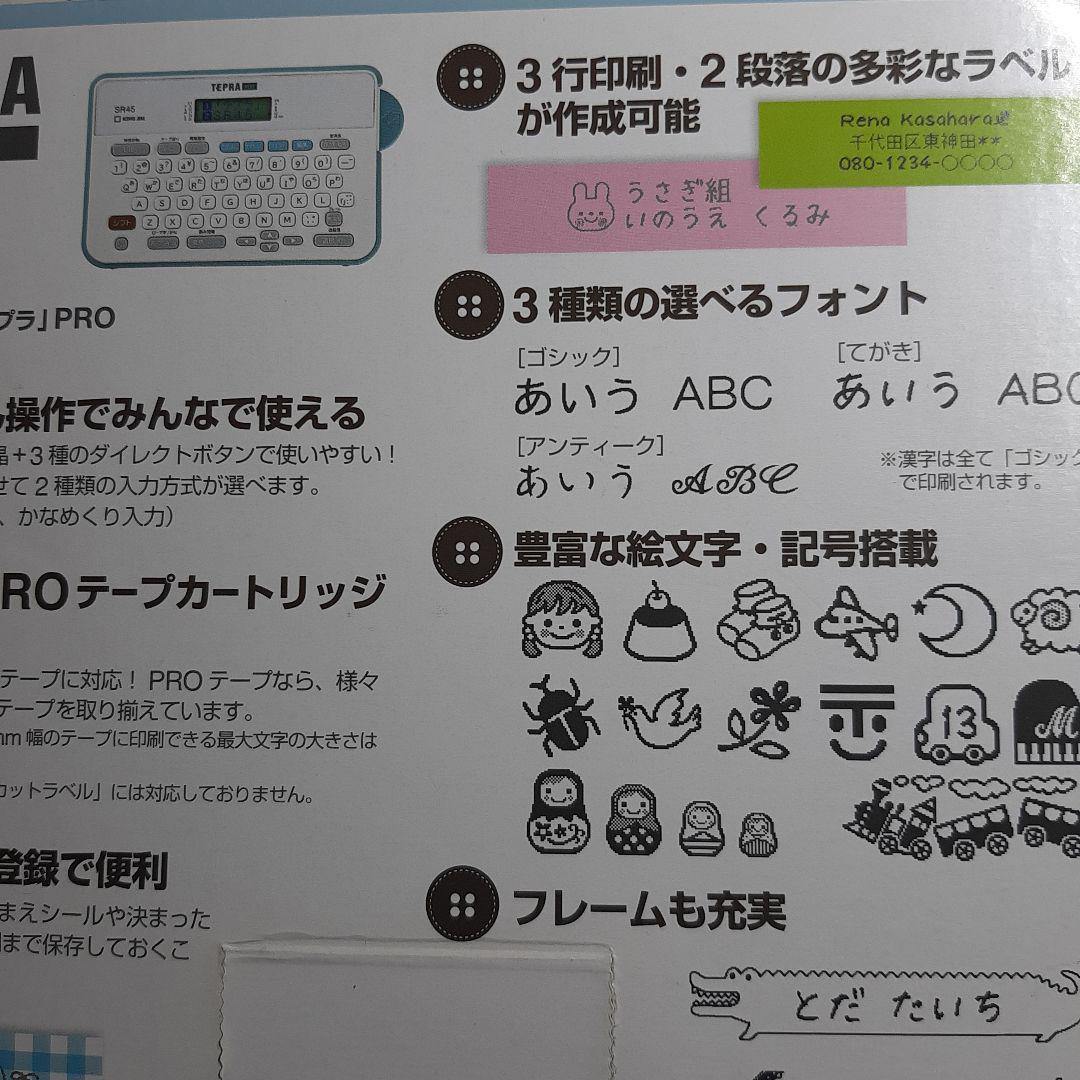 A
TEPRA PRO
SR45
KING JIM
シフト
プラ」PRO
操作でみんなで使える
晶+3種のダイレクトボタンで使いやすい!
せて2種類の入力方式が選べます。
、かなめくり入力)
PROテープカートリッジ
テープに対応! PROテープなら、様々
テープを取り揃えています。
mm幅のテープに印刷できる最大文字の大きさは
カットラベル」には対応しておりません。
登録で便利
まえシールや決まった
まで保存しておくこ
3行印刷・2段落の多彩なラベル
が作成可能
Rena Kasahara
千代田区東神田**
080-1234-○○○○
うさぎ組
いのうえ くるみ
3種類の選べるフォント
[ゴシック]
あいう ABC
[てがき]
あいう ABC
[アンティーク]
あいう ABC
※漢字は全て「ゴシック
で印刷されます。
豊富な絵文字・記号搭載
13
M
フレームも充実
とだ たいち